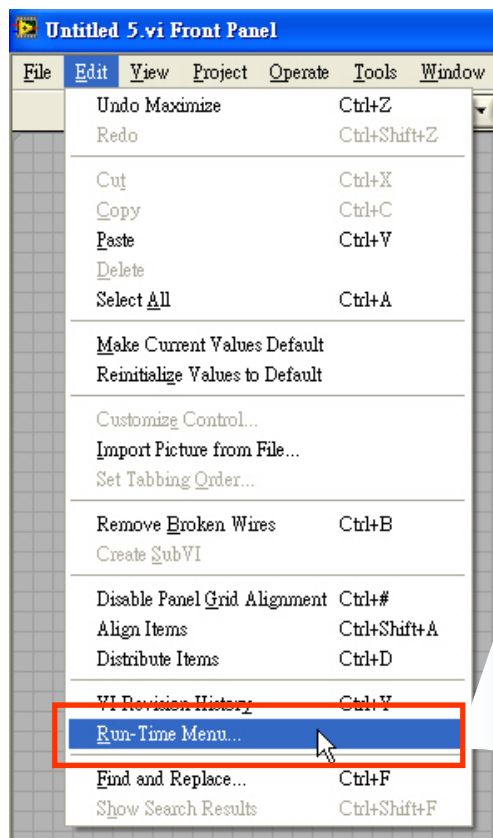 Untitled 5.vi Front Panel
File Edit View Project Operate Tools Window
Undo Maximize Ctrl+Z
Redo Ctrl+Shift+Z
Cut Ctrl+X
Copy Ctrl+C
Paste Ctrl+V
Delete
Select All Ctrl+A
Make Current Values Default
Reinitialize Values to Default
Customize Control...
Import Picture from File...
Set Tabbing Order...
Remove Broken Wires Ctrl+B
Create SubVI
Disable Panel Grid Alignment Ctrl+#
Align Items Ctrl+Shift+A
Distribute Items Ctrl+D
VI Revision History Ctrl+Y
Run-Time Menu...
Find and Replace... Ctrl+F
Show Search Results Ctrl+Shift+F